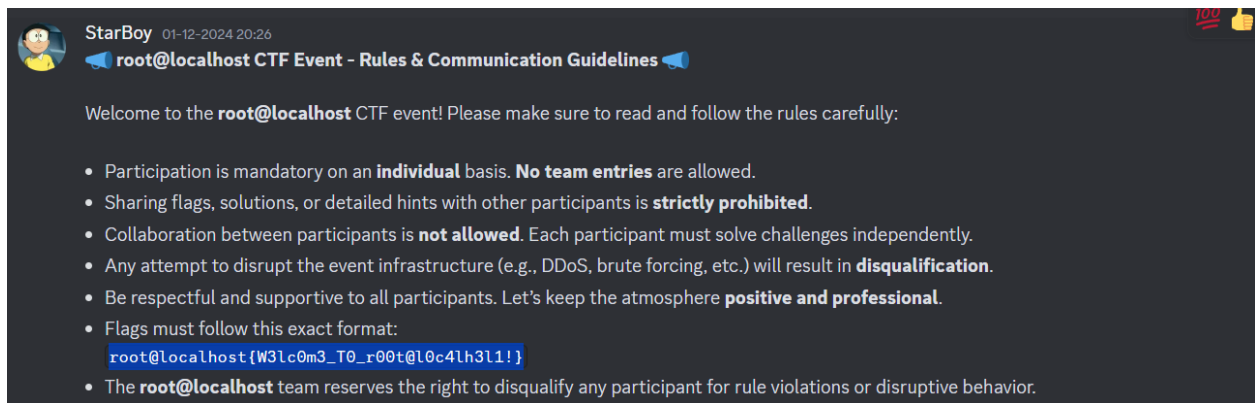 StarBoy 01-12-2024 20:26
📢 root@localhost CTF Event - Rules & Communication Guidelines 📢
Welcome to the root@localhost CTF event! Please make sure to read and follow the rules carefully:
• Participation is mandatory on an individual basis. No team entries are allowed.
• Sharing flags, solutions, or detailed hints with other participants is strictly prohibited.
• Collaboration between participants is not allowed. Each participant must solve challenges independently.
• Any attempt to disrupt the event infrastructure (e.g., DDoS, brute forcing, etc.) will result in disqualification.
• Be respectful and supportive to all participants. Let's keep the atmosphere positive and professional.
• Flags must follow this exact format:
root@localhost{W3lc0m3_T0_r00t@l0c4lh3l1!}
• The root@localhost team reserves the right to disqualify any participant for rule violations or disruptive behavior.